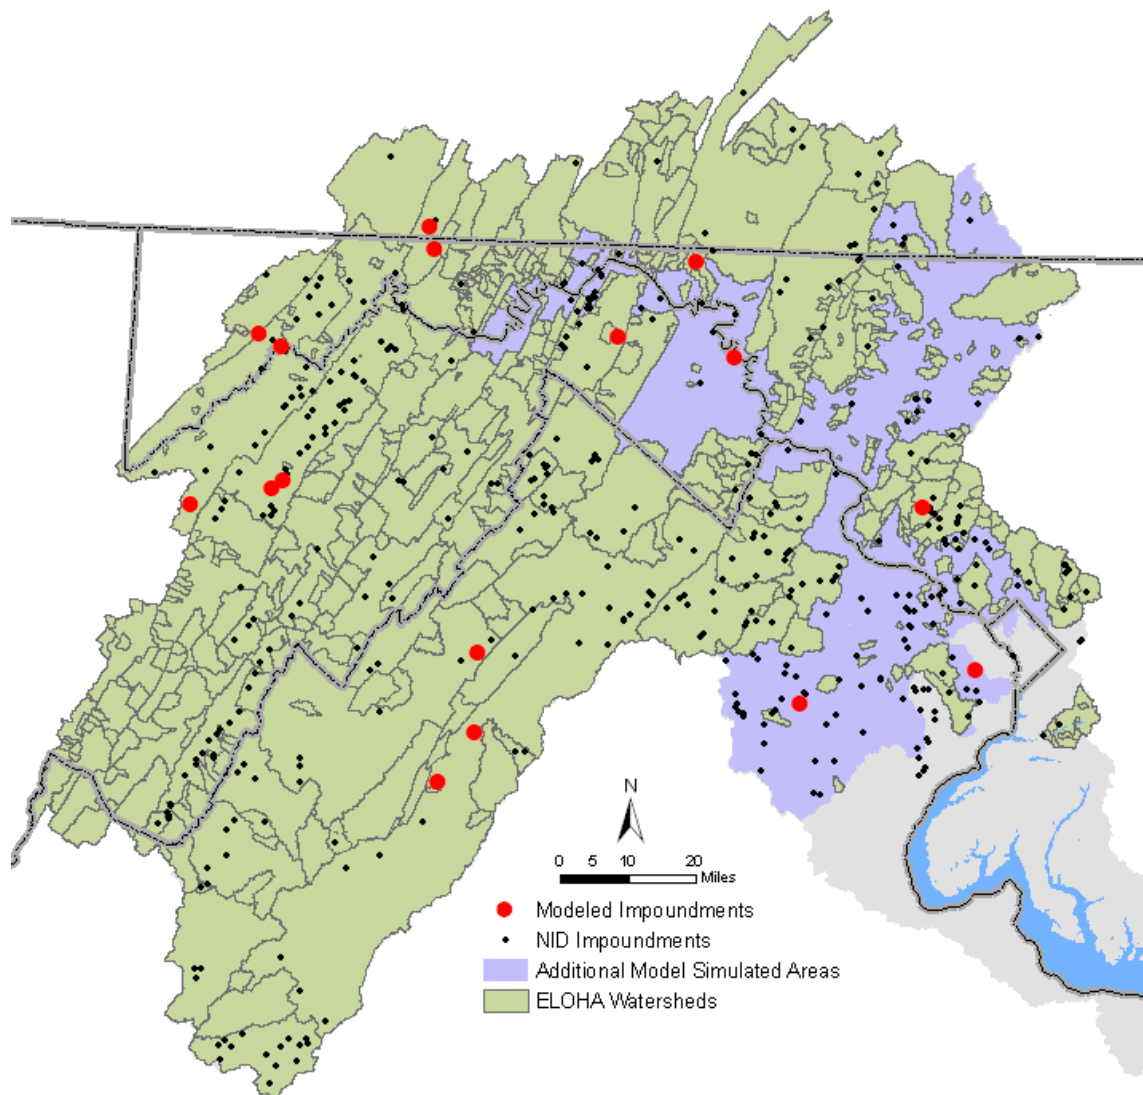 N
0 5 10 20
Miles
Modeled Impoundments
NID Impoundments
Additional Model Simulated Areas
ELOHA Watersheds